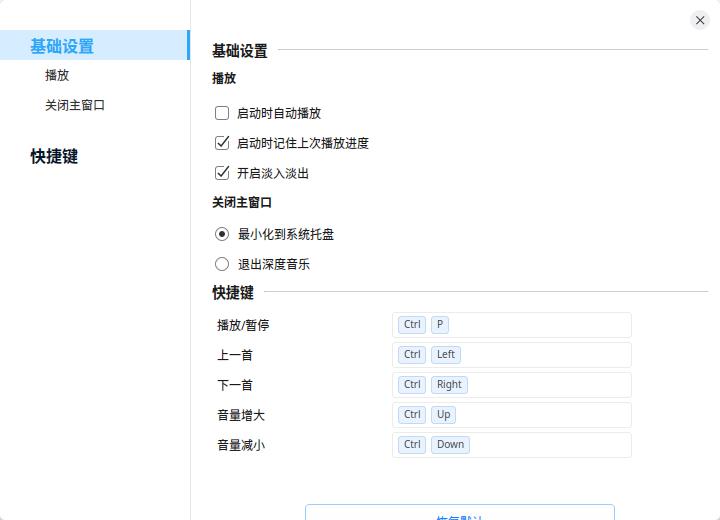 基础设置
播放
关闭主窗口
快捷键
基础设置
播放
启动时自动播放
启动时记住上次播放进度
开启淡入淡出
关闭主窗口
最小化到系统托盘
退出深度音乐
快捷键
播放/暂停 Ctrl P
上一首 Ctrl Left
下一首 Ctrl Right
音量增大 Ctrl Up
音量减小 Ctrl Down